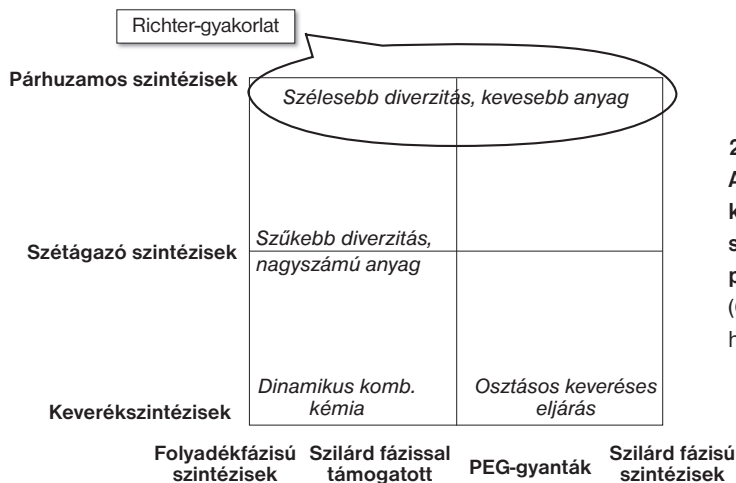 Richter-gyakorlat
Párhuzamos szintézisek
Szélesebb diverzitás, kevesebb anyag
Szétágazó szintézisek
Szűkebb diverzitás,
nagyszámú anyag
Keverékszintézisek
Dinamikus komb.
kémia
Osztásos keveréses
eljárás
Folyadékfázisú
szintézisek
Szilárd fázissal
támogatott
PEG-gyanták
Szilárd fázisú
szintézisek